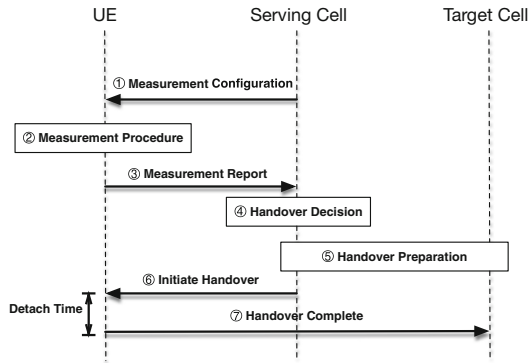 UE Serving Cell Target Cell
① Measurement Configuration
② Measurement Procedure
③ Measurement Report
④ Handover Decision
⑤ Handover Preparation
⑥ Initiate Handover
Detach Time
⑦ Handover Complete